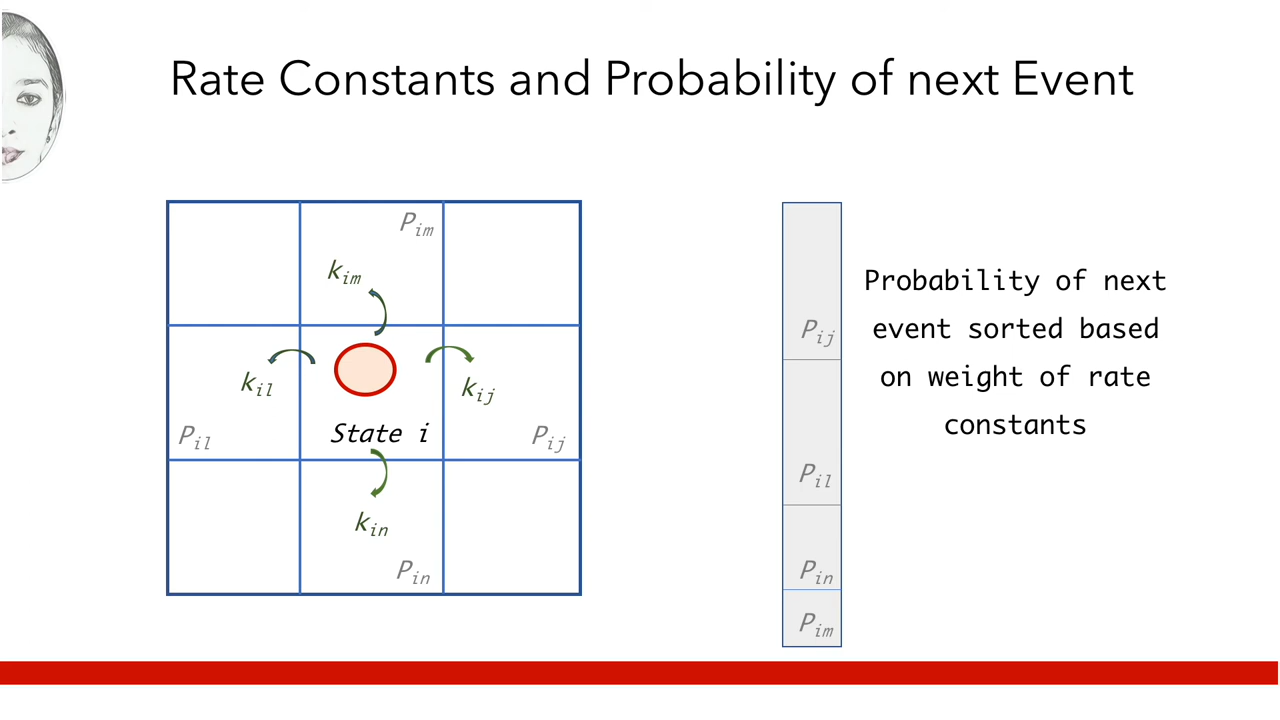 Rate Constants and Probability of next Event
P_im
k_im
k_il
k_ij
P_il
State i
P_ij
k_in
P_in
P_ij
P_il
P_in
P_im
Probability of next
event sorted based
on weight of rate
constants